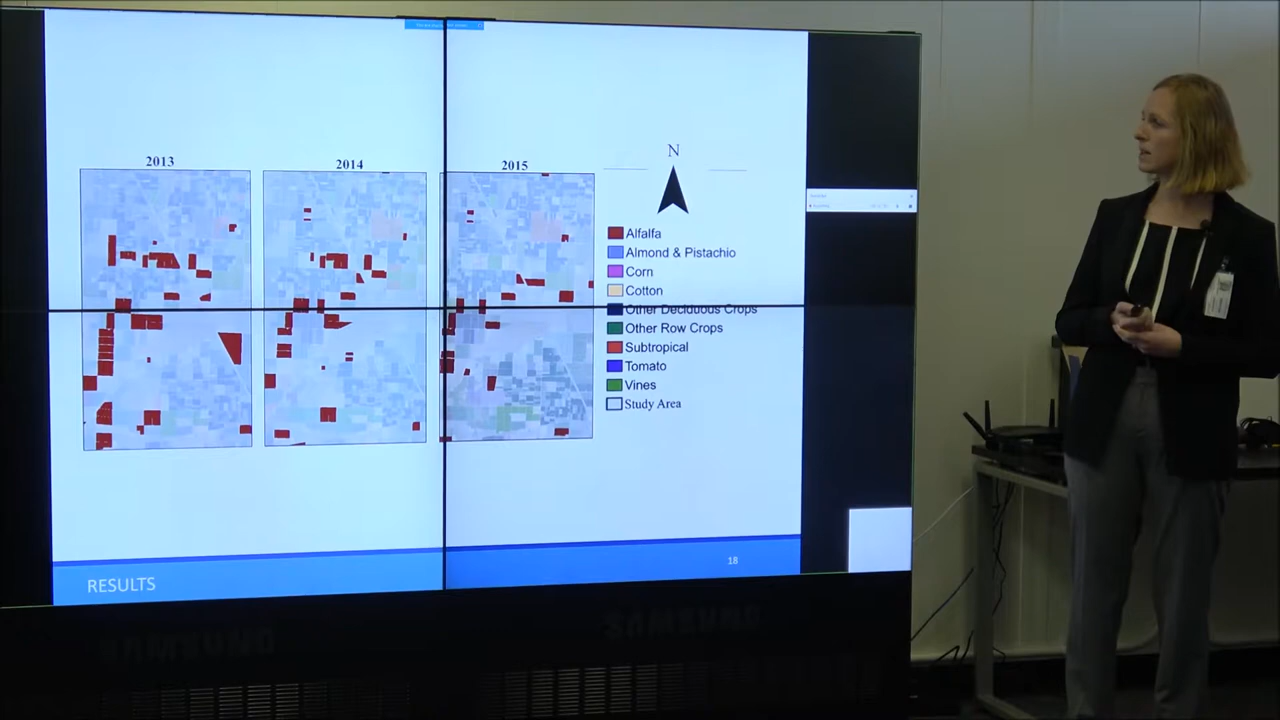 2013
2014
2015
N
Alfalfa
Almond & Pistachio
Corn
Cotton
Other Deciduous Crops
Other Row Crops
Subtropical
Tomato
Vines
Study Area
18
RESULTS
SAMSUNG
SAMSUNG